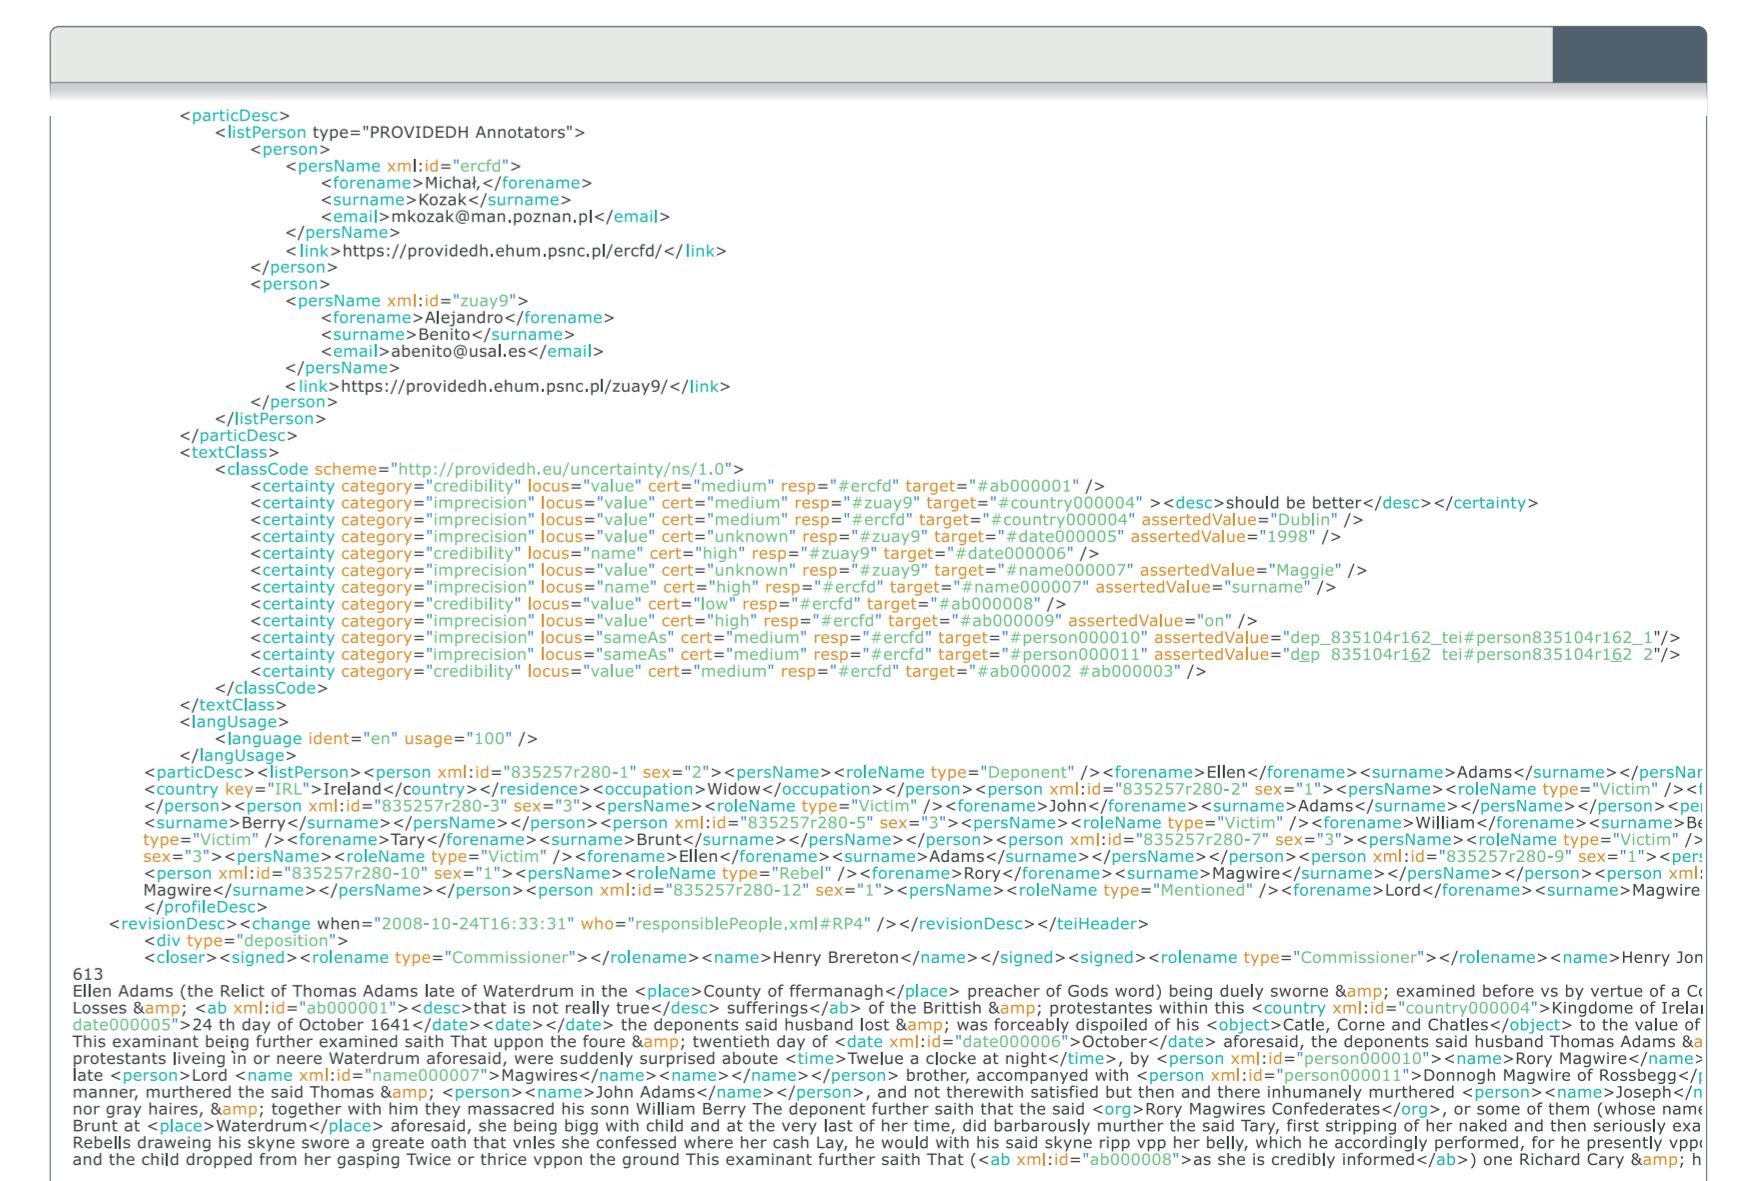 <particDesc>
<listPerson type="PROVIDEDH Annotators">
<person>
<persName xml:id="ercfd">
<forename>Michał,</forename>
<surname>Kozak</surname>
<email>mkozak@man.poznan.pl</email>
</persName>
<link>https://providedh.ehum.psnc.pl/ercfd/</link>
</person>
<person>
<persName xml:id="zuay9">
<forename>Alejandro</forename>
<surname>Benito</surname>
<email>abenito@usal.es</email>
</persName>
<link>https://providedh.ehum.psnc.pl/zuay9/</link>
</person>
</listPerson>
</particDesc>
<textClass>
<classCode scheme="http://providedh.eu/uncertainty/ns/1.0">
<certainty category="credibility" locus="value" cert="medium" resp="#ercfd" target="#ab000001" />
<certainty category="imprecision" locus="value" cert="medium" resp="#zuay9" target="#country000004" ><desc>should be better</desc></certainty>
<certainty category="imprecision" locus="value" cert="medium" resp="#ercfd" target="#country000004" assertedValue="Dublin" />
<certainty category="imprecision" locus="value" cert="unknown" resp="#zuay9" target="#date000005" assertedValue="1998" />
<certainty category="credibility" locus="name" cert="high" resp="#zuay9" target="#date000006" />
<certainty category="imprecision" locus="value" cert="unknown" resp="#zuay9" target="#name000007" assertedValue="Maggie" />
<certainty category="imprecision" locus="name" cert="high" resp="#ercfd" target="#name000007" assertedValue="surname" />
<certainty category="credibility" locus="value" cert="low" resp="#ercfd" target="#ab000008" />
<certainty category="imprecision" locus="value" cert="high" resp="#ercfd" target="#ab000009" assertedValue="on" />
<certainty category="imprecision" locus="sameAs" cert="medium" resp="#ercfd" target="#person000010" assertedValue="dep_835104r162_tei#person835104r162_1"/>
<certainty category="imprecision" locus="sameAs" cert="medium" resp="#ercfd" target="#person000011" assertedValue="dep_835104r162_tei#person835104r162_2"/>
<certainty category="credibility" locus="value" cert="medium" resp="#ercfd" target="#ab000002 #ab000003" />
</classCode>
</textClass>
<langUsage>
<language ident="en" usage="100" />
</langUsage>
<particDesc><listPerson><person xml:id="835257r280-1" sex="2"><persName><roleName type="Deponent" /><forename>Ellen</forename><surname>Adams</surname></persNar
<country key="IRL">Ireland</country></residence><occupation>Widow</occupation></person><person xml:id="835257r280-2" sex="1"><persName><roleName type="Victim" /><f
</person><person xml:id="835257r280-3" sex="3"><persName><roleName type="Victim" /><forename>John</forename><surname>Adams</surname></persName></person><per
<surname>Berry</surname></persName></person><person xml:id="835257r280-5" sex="3"><persName><roleName type="Victim" /><forename>William</forename><surname>Be
type="Victim" /><forename>Tary</forename><surname>Brunt</surname></persName></person><person xml:id="835257r280-7" sex="3"><persName><roleName type="Victim" />
sex="3"><persName><roleName type="Victim" /><forename>Ellen</forename><surname>Adams</surname></persName></person><person xml:id="835257r280-9" sex="1"><pers
<person xml:id="835257r280-10" sex="1"><persName><roleName type="Rebel" /><forename>Rory</forename><surname>Magwire</surname></persName></person><person xml:
Magwire</surname></persName></person><person xml:id="835257r280-12" sex="1"><persName><roleName type="Mentioned" /><forename>Lord</forename><surname>Magwire
</profileDesc>
<revisionDesc><change when="2008-10-24T16:33:31" who="responsiblePeople.xml#RP4" /></revisionDesc></teiHeader>
<div type="deposition">
<closer><signed><rolename type="Commissioner"></rolename><name>Henry Brereton</name></signed><signed><rolename type="Commissioner"></rolename><name>Henry Jon
613
Ellen Adams (the Relict of Thomas Adams late of Waterdrum in the <place>County of ffermanagh</place> preacher of Gods word) being duely sworne &amp; examined before vs by vertue of a Co
Losses &amp; <ab xml:id="ab000001"><desc>that is not really true</desc> sufferings</ab> of the Brittish &amp; protestantes within this <country xml:id="country000004">Kingdome of Irelar
date000005">24 th day of October 1641</date><date></date> the deponents said husband lost &amp; was forceably dispoiled of his <object>Catle, Corne and Chatles</object> to the value of
This examinant being further examined saith That uppon the foure &amp; twentieth day of <date xml:id="date000006">October</date> aforesaid, the deponents said husband Thomas Adams &a
protestants living in or neere Waterdrum aforesaid, were suddenly surprised aboute <time>Twelue a clocke at night</time>, by <person xml:id="person000010"><name>Rory Magwire</name>
late <person>Lord <name xml:id="name000007">Magwires</name><name></name></person> brother, accompanyed with <person xml:id="person000011">Donnogh Magwire of Rossbegg</p
manner, murthered the said Thomas &amp; <person><name>John Adams</name></person>, and not therewith satisfied but then and there inhumanely murthered <person><name>Joseph</n
nor gray haires, &amp; together with him they massacred his sonn William Berry The deponent further saith that the said <org>Rory Magwires Confederates</org>, or some of them (whose name
Brunt at <place>Waterdrum</place> aforesaid, she being bigg with child and at the very last of her time, did barbarously murther the said Tary, first stripping of her naked and then seriously exa
Rebells draweing his skyne swore a greate oath that vnles she confessed where her cash Lay, he would with his said skyne ripp vpp her belly, which he accordingly performed, for he presently vppo
and the child dropped from her gasping Twice or thrice vppon the ground This examinant further saith That (<ab xml:id="ab000008">as she is credibly informed</ab>) one Richard Cary &amp; h